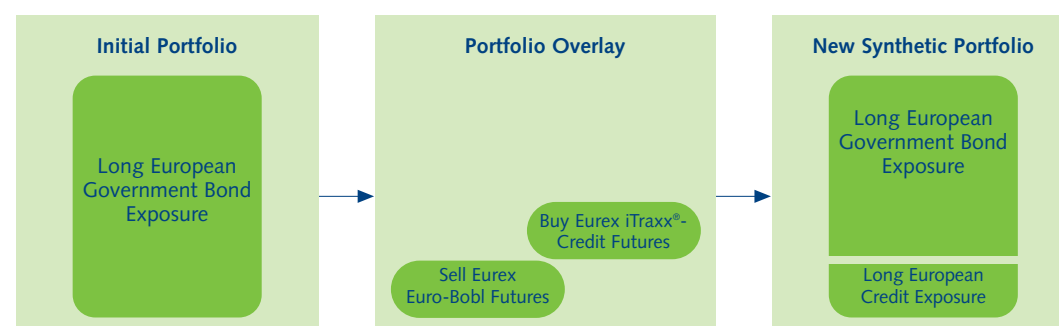 Initial Portfolio
Long European
Government Bond
Exposure
Portfolio Overlay
Buy Eurex iTraxx®-
Credit Futures
Sell Eurex
Euro-Bobl Futures
New Synthetic Portfolio
Long European
Government Bond
Exposure
Long European
Credit Exposure